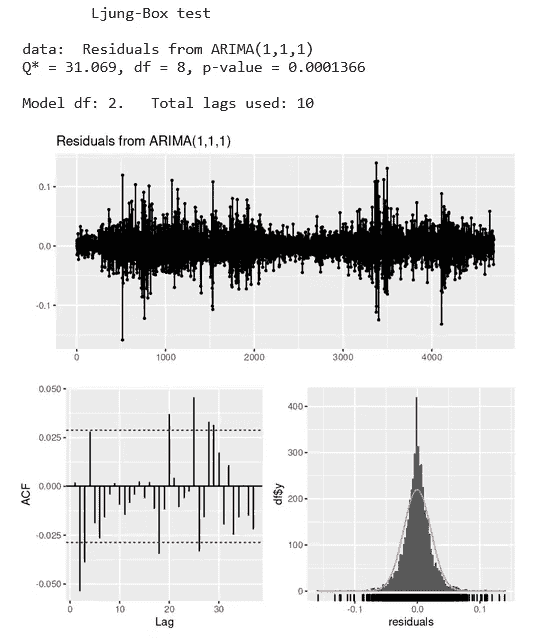 Ljung-Box test
data:  Residuals from ARIMA(1,1,1)
Q* = 31.069, df = 8, p-value = 0.0001366
Model df: 2.   Total lags used: 10
Residuals from ARIMA(1,1,1)
0.1
0.0
-0.1
0 1000 2000 3000 4000
0.050
0.025
0.000
-0.025
-0.050
ACF
0 10 20 30
Lag
400
300
200
100
0
df$y
-0.1 0.0 0.1
residuals